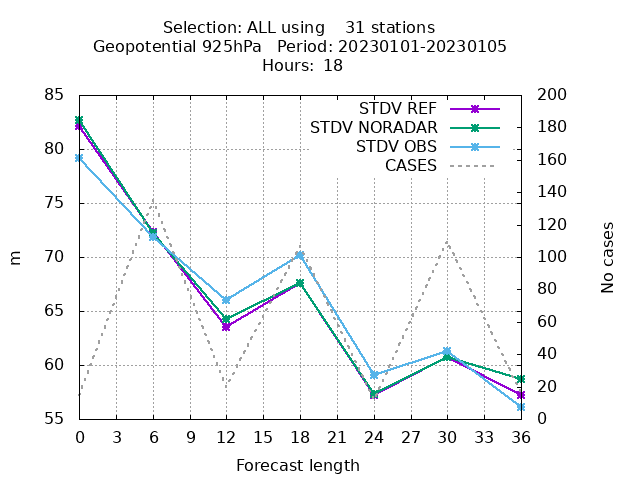 Selection: ALL using    31 stations
Geopotential 925hPa   Period: 20230101-20230105
Hours: 18
STDV REF
STDV NORADAR
STDV OBS
CASES
85
80
75
70
65
60
55
m
200
180
160
140
120
100
80
60
40
20
0
No cases
0 3 6 9 12 15 18 21 24 27 30 33 36
Forecast length